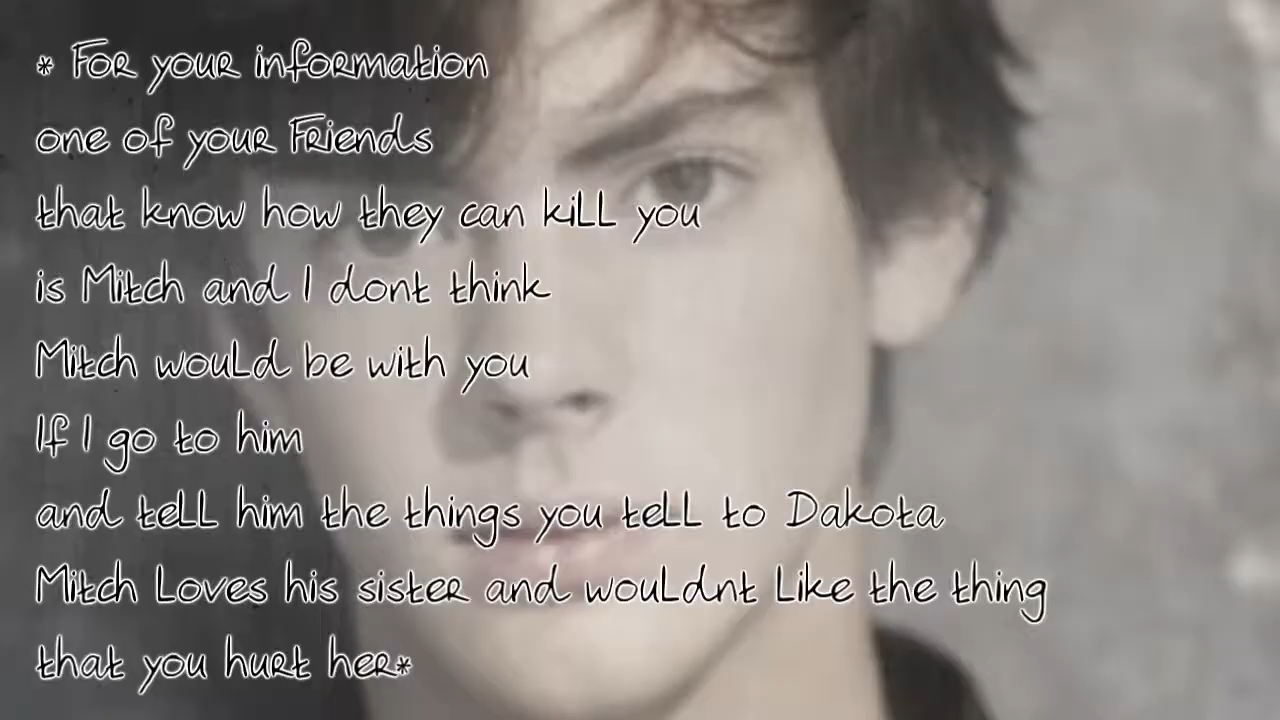 * For your information
one of your Friends
that know how they can kill you
is Mitch and I dont think
Mitch would be with you
If I go to him
and tell him the things you tell to Dakota
Mitch Loves his sister and wouldnt Like the thing
that you hurt her*